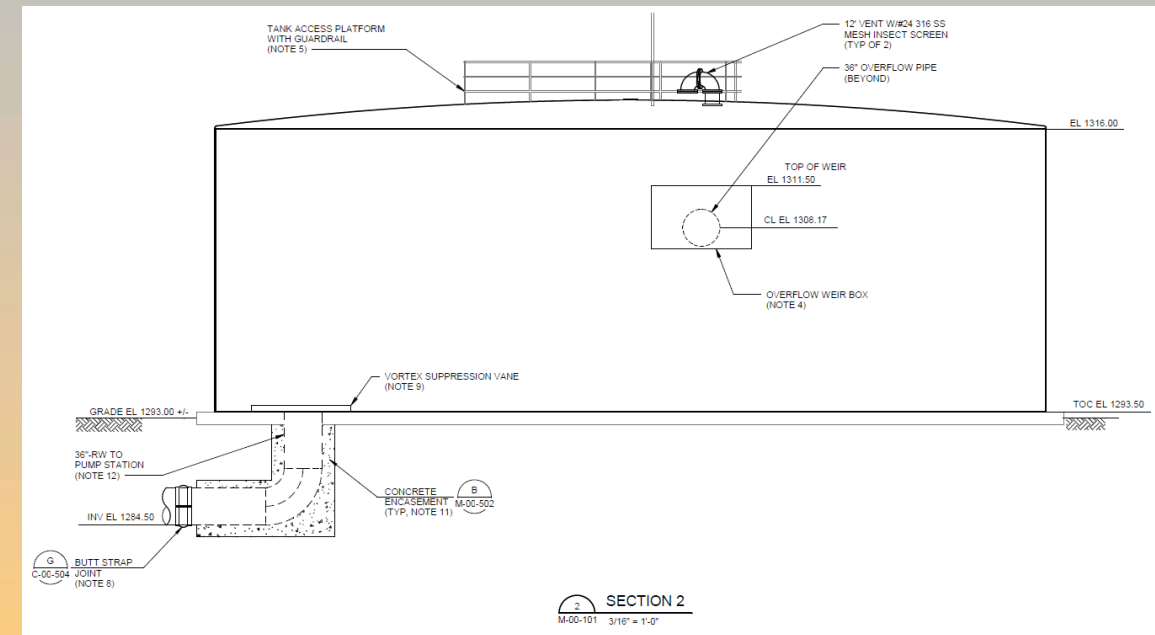 TANK ACCESS PLATFORM
WITH GUARDRAIL
(NOTE 5)
12' VENT W/#24 316 SS
MESH INSECT SCREEN
(TYP OF 2)
36" OVERFLOW PIPE
(BEYOND)
EL 1316.00
TOP OF WEIR
EL 1311.50
CL EL 1308.17
OVERFLOW WEIR BOX
(NOTE 4)
VORTEX SUPPRESSION VANE
(NOTE 9)
GRADE EL 1293.00 +/-
TOC EL 1293.50
36"-RW TO
PUMP STATION
(NOTE 12)
CONCRETE
ENCASEMENT
(TYP, NOTE 11)
B
M-00-502
INV EL 1284.50
G
C-00-504
BUTT STRAP
JOINT
(NOTE 8)
2
M-00-101
SECTION 2
3/16" = 1'-0"